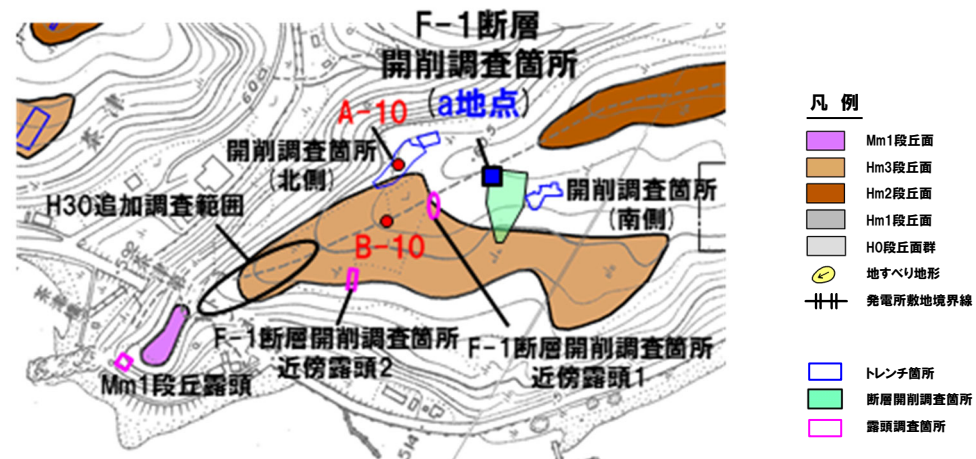 F-1断層
開削調査箇所
(a地点)
A-10
開削調査箇所
(北側)
H30追加調査範囲
開削調査箇所
(南側)
B-10
F-1断層開削調査箇所
近傍露頭2
F-1断層開削調査箇所
近傍露頭1
Mm1段丘露頭
60
5
514
凡 例
Mm1段丘面
Hm3段丘面
Hm2段丘面
Hm1段丘面
H0段丘面群
地すべり地形
発電所敷地境界線
トレンチ箇所
断層開削調査箇所
露頭調査箇所